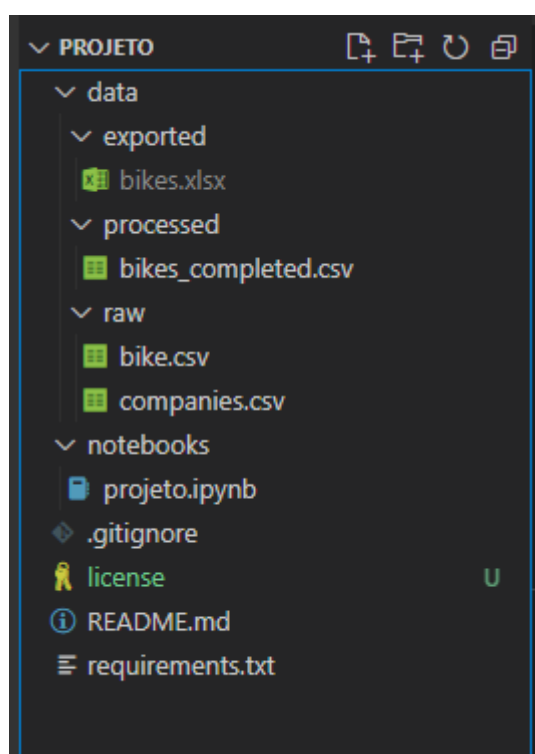 PROJETO
data
exported
bikes.xlsx
processed
bikes_completed.csv
raw
bike.csv
companies.csv
notebooks
projeto.ipynb
.gitignore
license U
README.md
requirements.txt